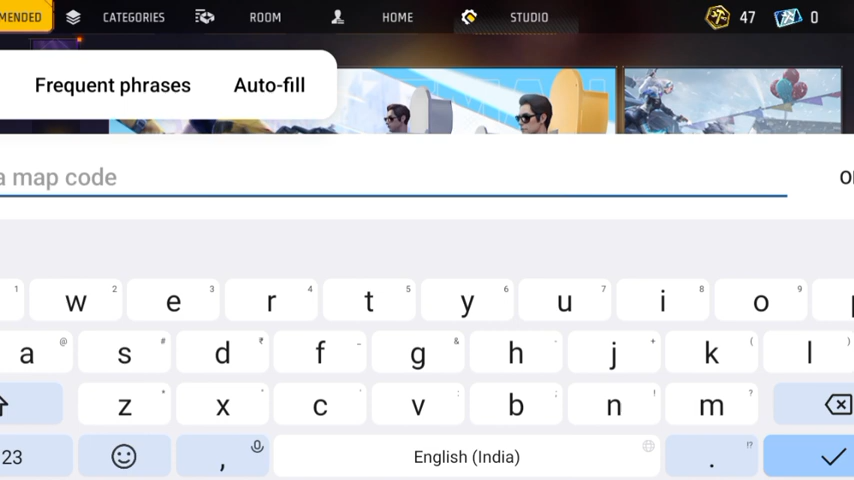 MENDED CATEGORIES ROOM HOME STUDIO 47 0
Frequent phrases Auto-fill
a map code
1 w 2 e 3 r 4 t 5 y 6 u 7 i 8 o 9
a @ s # d ₹ f _ g & h - j + k ( l )
z * x " c ' v : b ; n ! m ?
23 , English (India) . !?